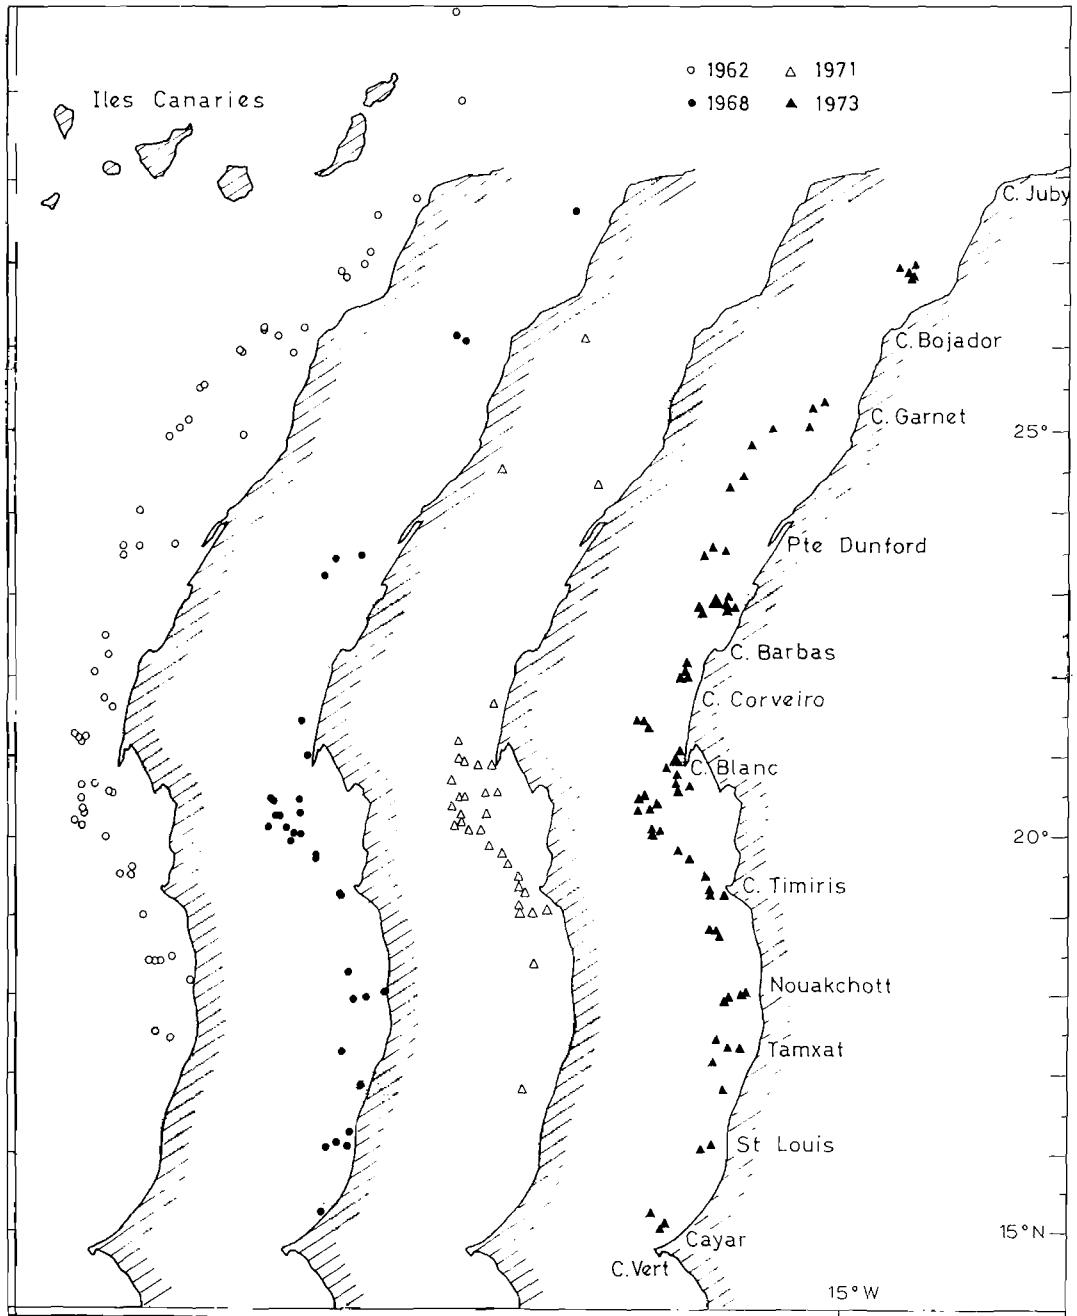 ○ 1962 △ 1971
Iles Canaries
● 1968 ▲ 1973
C. Juby
C. Bojador
C. Garnet
25°
Pte Dunford
C. Barbas
C. Corveiro
C. Blanc
20°
C. Timiris
Nouakchott
Tamxat
St Louis
15°N
Cayar
C. Vert
15°W